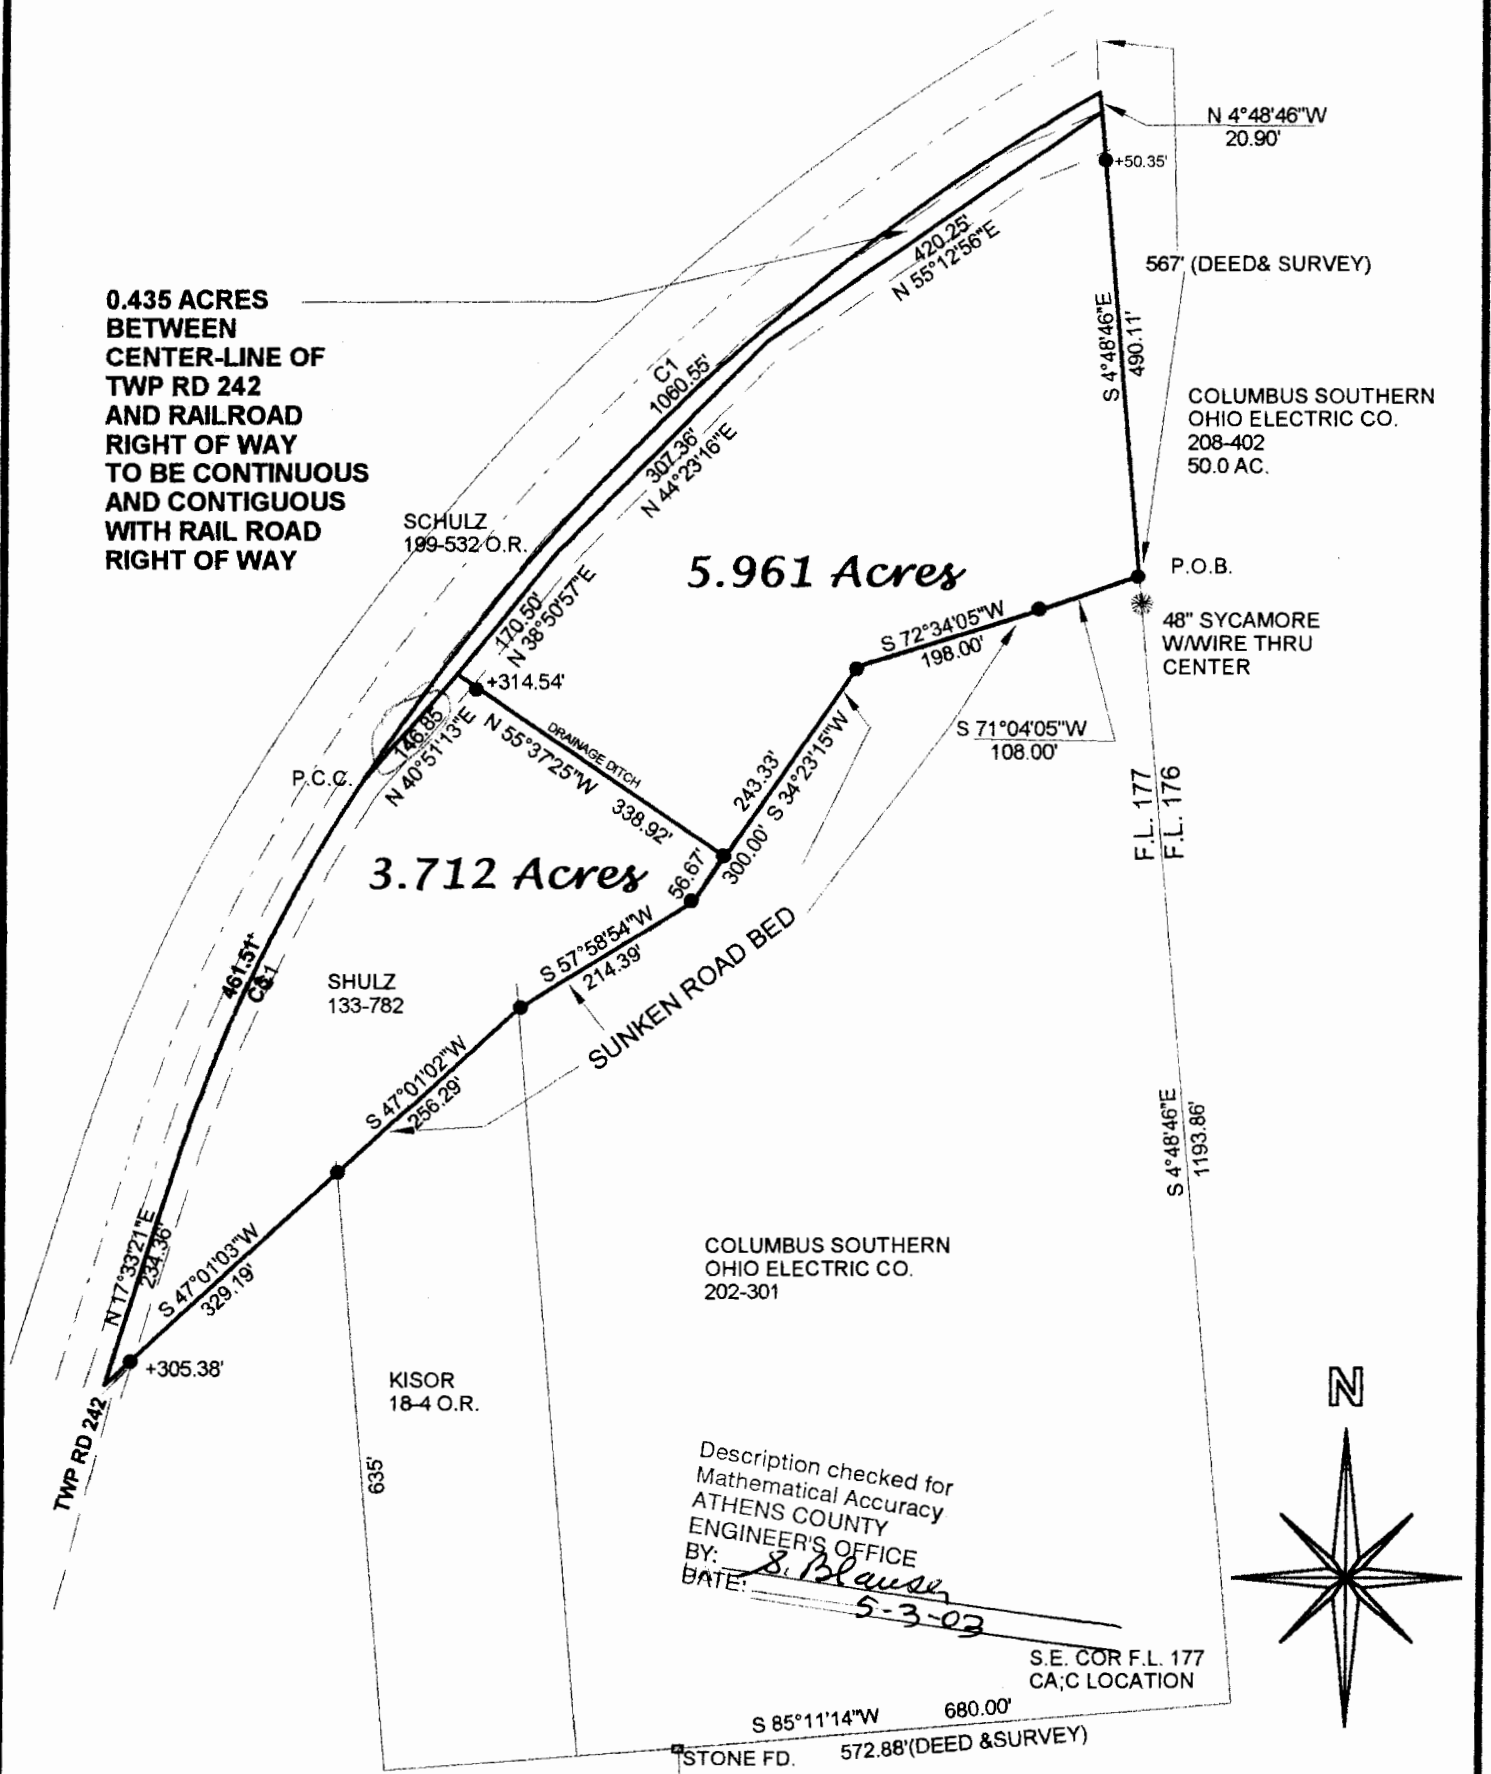 N 4°48'46"W
20.90'
+50.35'
567' (DEED& SURVEY)
420.25'
N 55°12'56"E
0.435 ACRES
BETWEEN
CENTER-LINE OF
TWP RD 242
AND RAILROAD
RIGHT OF WAY
TO BE CONTINUOUS
AND CONTIGUOUS
WITH RAIL ROAD
RIGHT OF WAY
S 4°48'46"E
490.11'
C1
1060.55'
307.36'
N 44°23'16"E
COLUMBUS SOUTHERN
OHIO ELECTRIC CO.
208-402
50.0 AC.
SCHULZ
199-532 O.R.
5.961 Acres
P.O.B.
170.50'
N 38°50'57"E
48" SYCAMORE
W/WIRE THRU
CENTER
S 72°34'05"W
198.00'
+314.54'
S 71°04'05"W
108.00'
146.85'
N 40°51'13"E
DRAINAGE DITCH
N 55°37'25"W
338.92'
P.C.C.
243.33'
S 34°23'15"W
300.00'
F.L. 177
F.L. 176
3.712 Acres
56.67'
S 57°58'54"W
214.39'
SUNKEN ROAD BED
461.51'
SHULZ
133-782
S 47°01'02"W
256.29'
S 4°48'46"E
1193.86'
N 17°33'21"E
234.36'
S 47°01'03"W
329.19'
COLUMBUS SOUTHERN
OHIO ELECTRIC CO.
202-301
+305.38'
KISOR
18-4 O.R.
N
TWP RD 242
635'
Description checked for
Mathematical Accuracy
ATHENS COUNTY
ENGINEER'S OFFICE
BY: S. Blauser
DATE: 5-3-03
S.E. COR F.L. 177
CA;C LOCATION
S 85°11'14"W 680.00'
STONE FD. 572.88'(DEED &SURVEY)